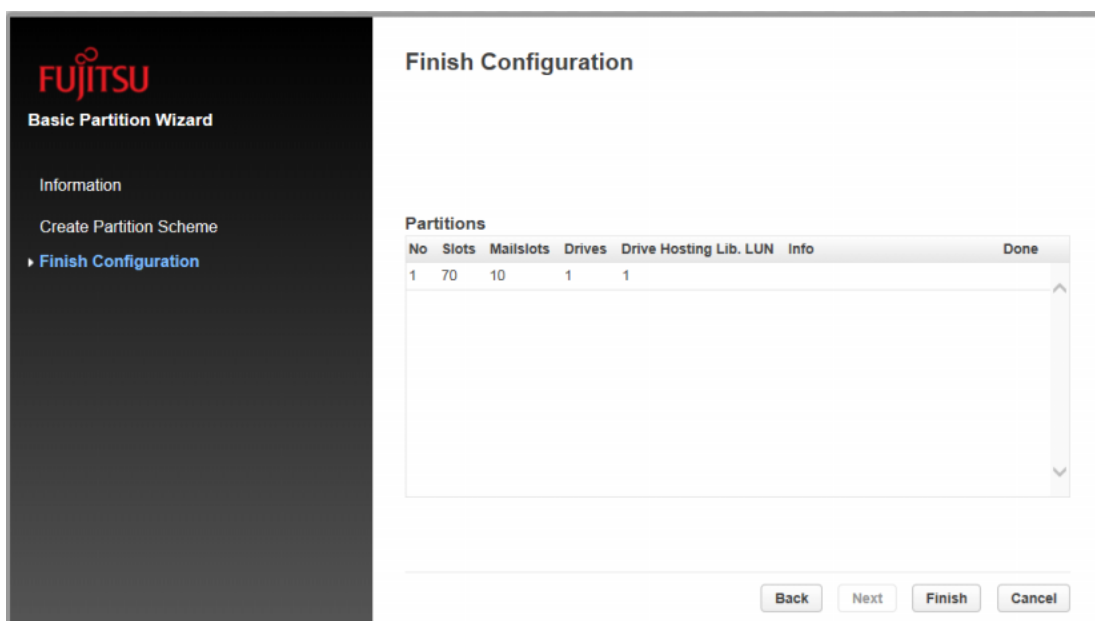 FUJITSU
Basic Partition Wizard
Information
Create Partition Scheme
Finish Configuration
Finish Configuration
Partitions
No Slots Mailslots Drives Drive Hosting Lib. LUN Info Done
1 70 10 1 1
Back Next Finish Cancel